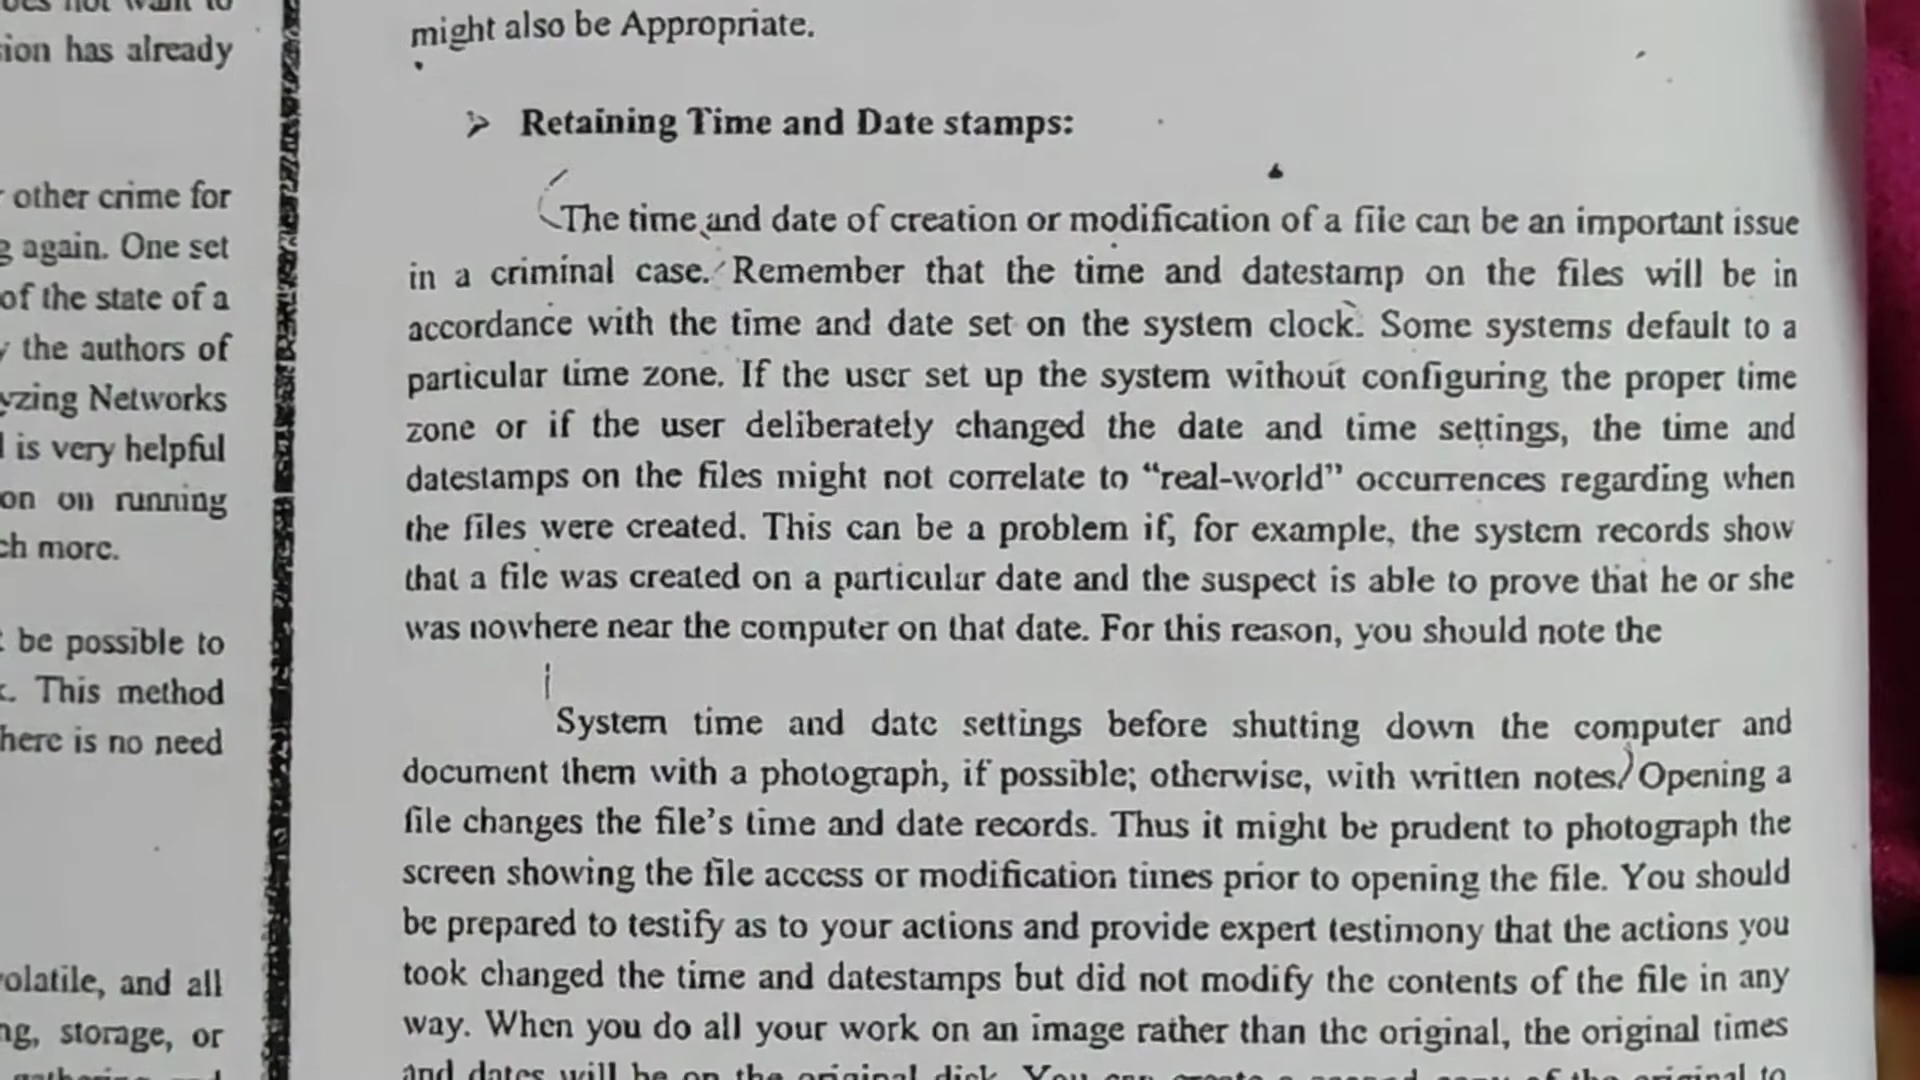 ion has already
other crime for
again. One set
of the state of a
the authors of
yzing Networks
is very helpful
on on running
ch more.
be possible to
. This method
here is no need
olatile, and all
ng, storage, or
might also be Appropriate.
➢ Retaining Time and Date stamps:
The time and date of creation or modification of a file can be an important issue
in a criminal case. Remember that the time and datestamp on the files will be in
accordance with the time and date set on the system clock. Some systems default to a
particular time zone. If the user set up the system without configuring the proper time
zone or if the user deliberately changed the date and time settings, the time and
datestamps on the files might not correlate to “real-world” occurrences regarding when
the files were created. This can be a problem if, for example, the system records show
that a file was created on a particular date and the suspect is able to prove that he or she
was nowhere near the computer on that date. For this reason, you should note the
System time and date settings before shutting down the computer and
document them with a photograph, if possible; otherwise, with written notes. Opening a
file changes the file’s time and date records. Thus it might be prudent to photograph the
screen showing the file access or modification times prior to opening the file. You should
be prepared to testify as to your actions and provide expert testimony that the actions you
took changed the time and datestamps but did not modify the contents of the file in any
way. When you do all your work on an image rather than the original, the original times
and dates will be on the original disk. You can create a second copy of the original to